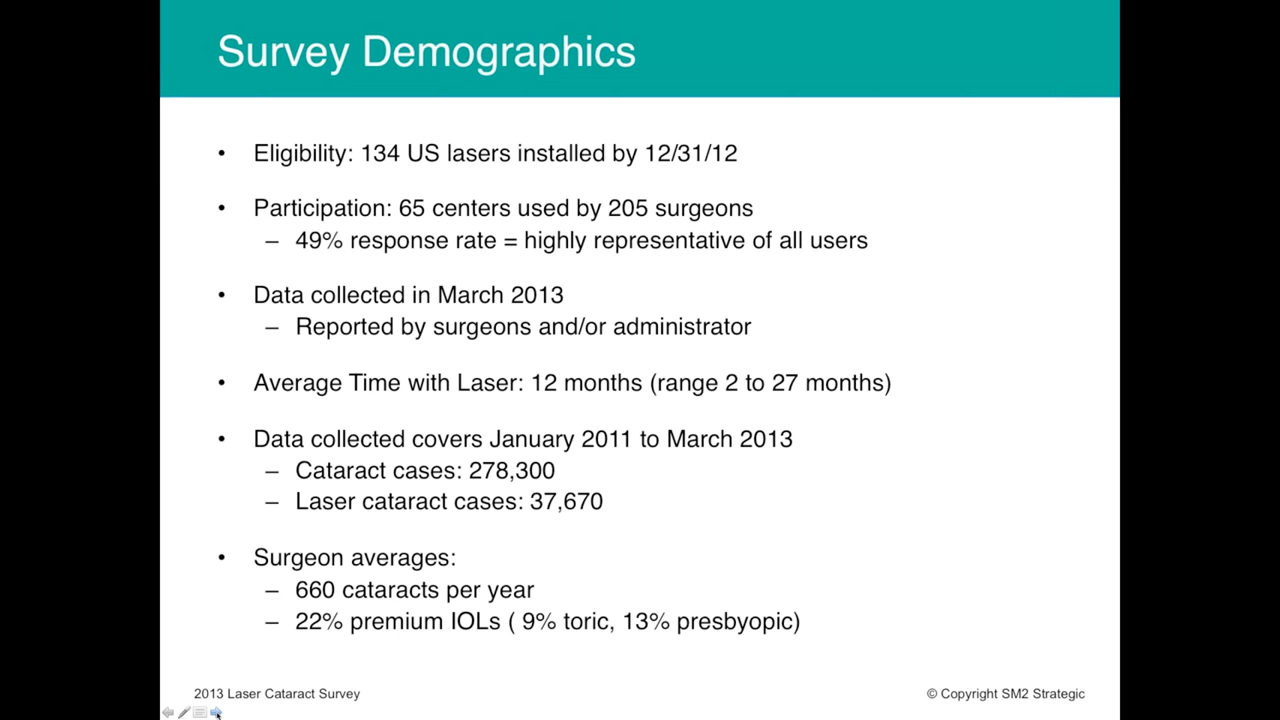 Survey Demographics
• Eligibility: 134 US lasers installed by 12/31/12
• Participation: 65 centers used by 205 surgeons
– 49% response rate = highly representative of all users
• Data collected in March 2013
– Reported by surgeons and/or administrator
• Average Time with Laser: 12 months (range 2 to 27 months)
• Data collected covers January 2011 to March 2013
– Cataract cases: 278,300
– Laser cataract cases: 37,670
• Surgeon averages:
– 660 cataracts per year
– 22% premium IOLs ( 9% toric, 13% presbyopic)
2013 Laser Cataract Survey
© Copyright SM2 Strategic